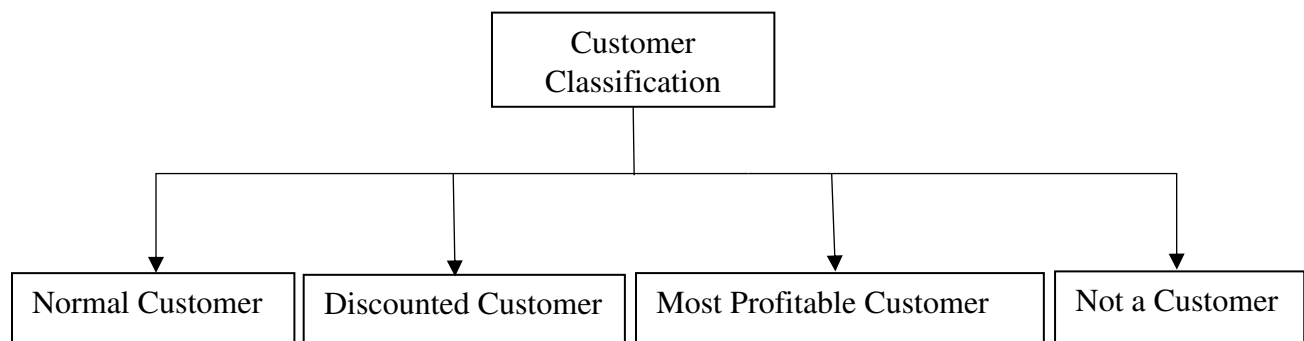 Customer
Classification
Normal Customer
Discounted Customer
Most Profitable Customer
Not a Customer